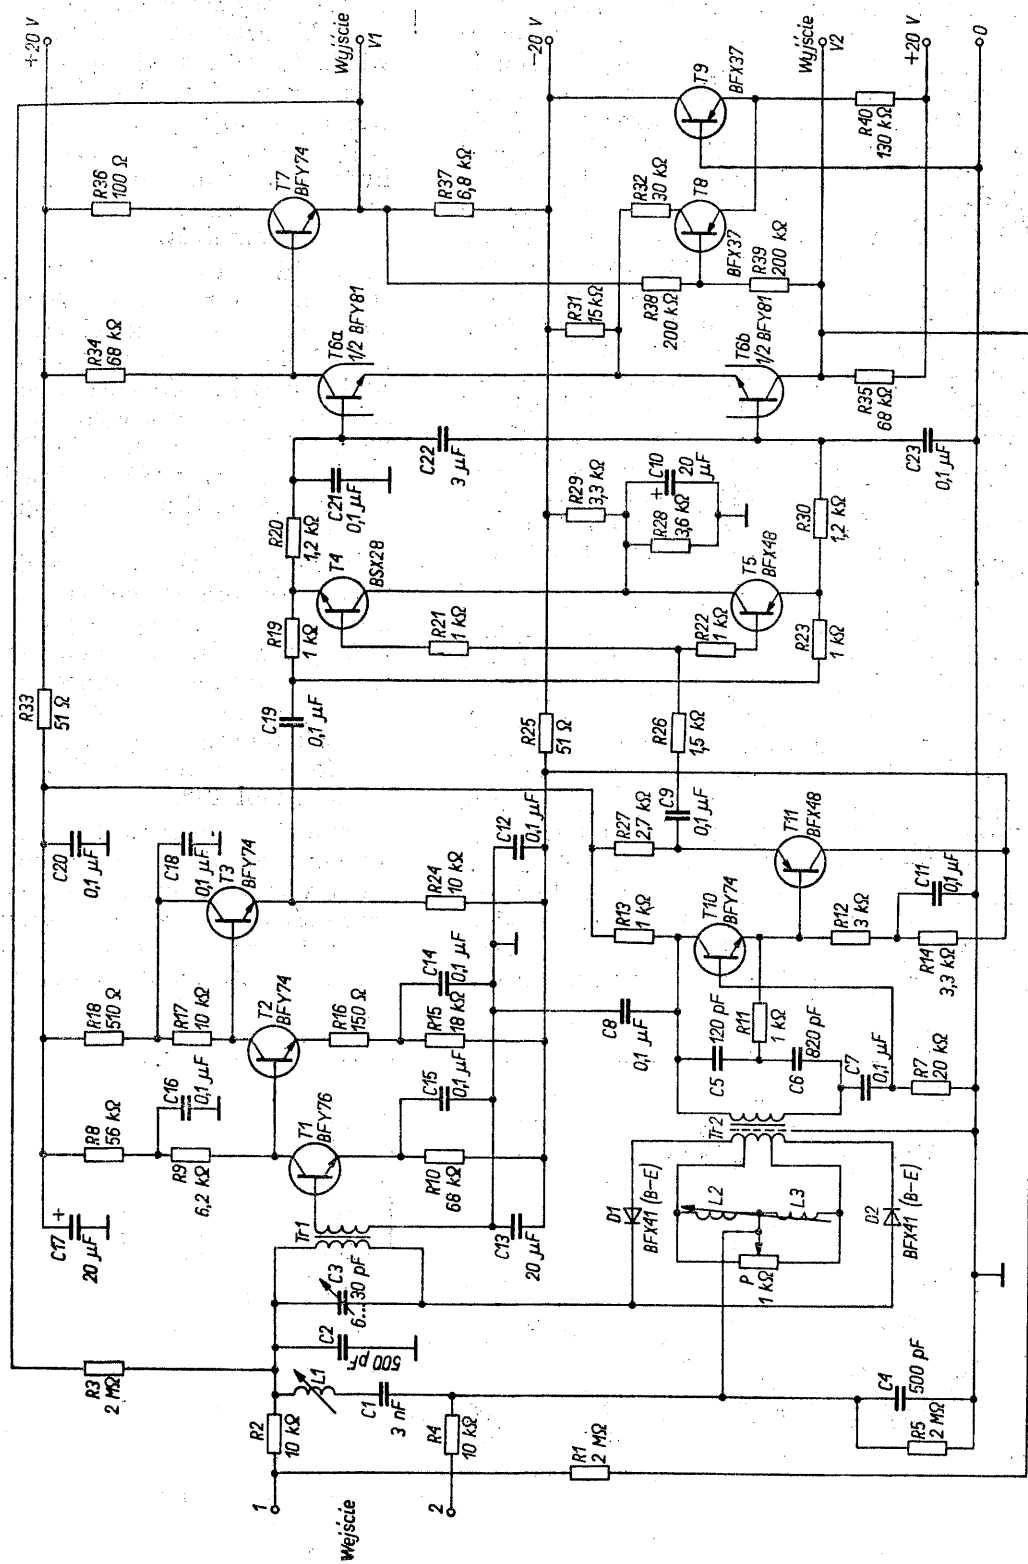 +20 V
R36
100 Ω
T7
BFY74
Wyjście
V1
R37
6,8 kΩ
-20 V
R32
30 kΩ
T8
BFX37
T9
BFX37
Wyjście
V2
R40
130 kΩ
+20 V
0
R34
68 kΩ
T6a
1/2 BFY81
R31
15 kΩ
R38
200 kΩ
R39
200 kΩ
T6b
1/2 BFY81
R35
68 kΩ
C22
3 µF
C23
0,1 µF
R20
1,2 kΩ
C21
0,1 µF
R29
3,3 kΩ
C10
+
20 µF
R28
3,6 kΩ
R30
1,2 kΩ
R19
1 kΩ
T4
BSX28
R21
1 kΩ
R22
1 kΩ
T5
BFX48
R23
1 kΩ
R33
51 Ω
C19
0,1 µF
R25
51 Ω
R26
1,5 kΩ
C20
0,1 µF
C18
0,1 µF
T3
BFY74
R24
10 kΩ
C12
0,1 µF
R27
2,7 kΩ
C9
0,1 µF
T11
BFX48
C11
0,1 µF
R18
510 Ω
R17
10 kΩ
T2
BFY74
R16
150 Ω
C14
0,1 µF
R15
18 kΩ
C8
0,1 µF
R13
1 kΩ
T10
BFY74
R12
3 kΩ
R14
3,3 kΩ
R8
56 kΩ
C16
0,1 µF
R9
6,2 kΩ
T1
BFY76
C15
0,1 µF
R10
68 kΩ
C5
120 pF
R11
1 kΩ
C6
820 pF
C7
0,1 µF
R7
20 kΩ
C17
+
20 µF
Tr1
C13
20 µF
Tr2
D1
BFX41 (B-E)
L2
L3
D2
BFX41 (B-E)
P
1 kΩ
C3
6...30 pF
C2
500 pF
R3
2 MΩ
L1
C1
3 nF
C4
500 pF
R5
2 MΩ
R2
10 kΩ
R4
10 kΩ
R1
2 MΩ
1
2
Wejście